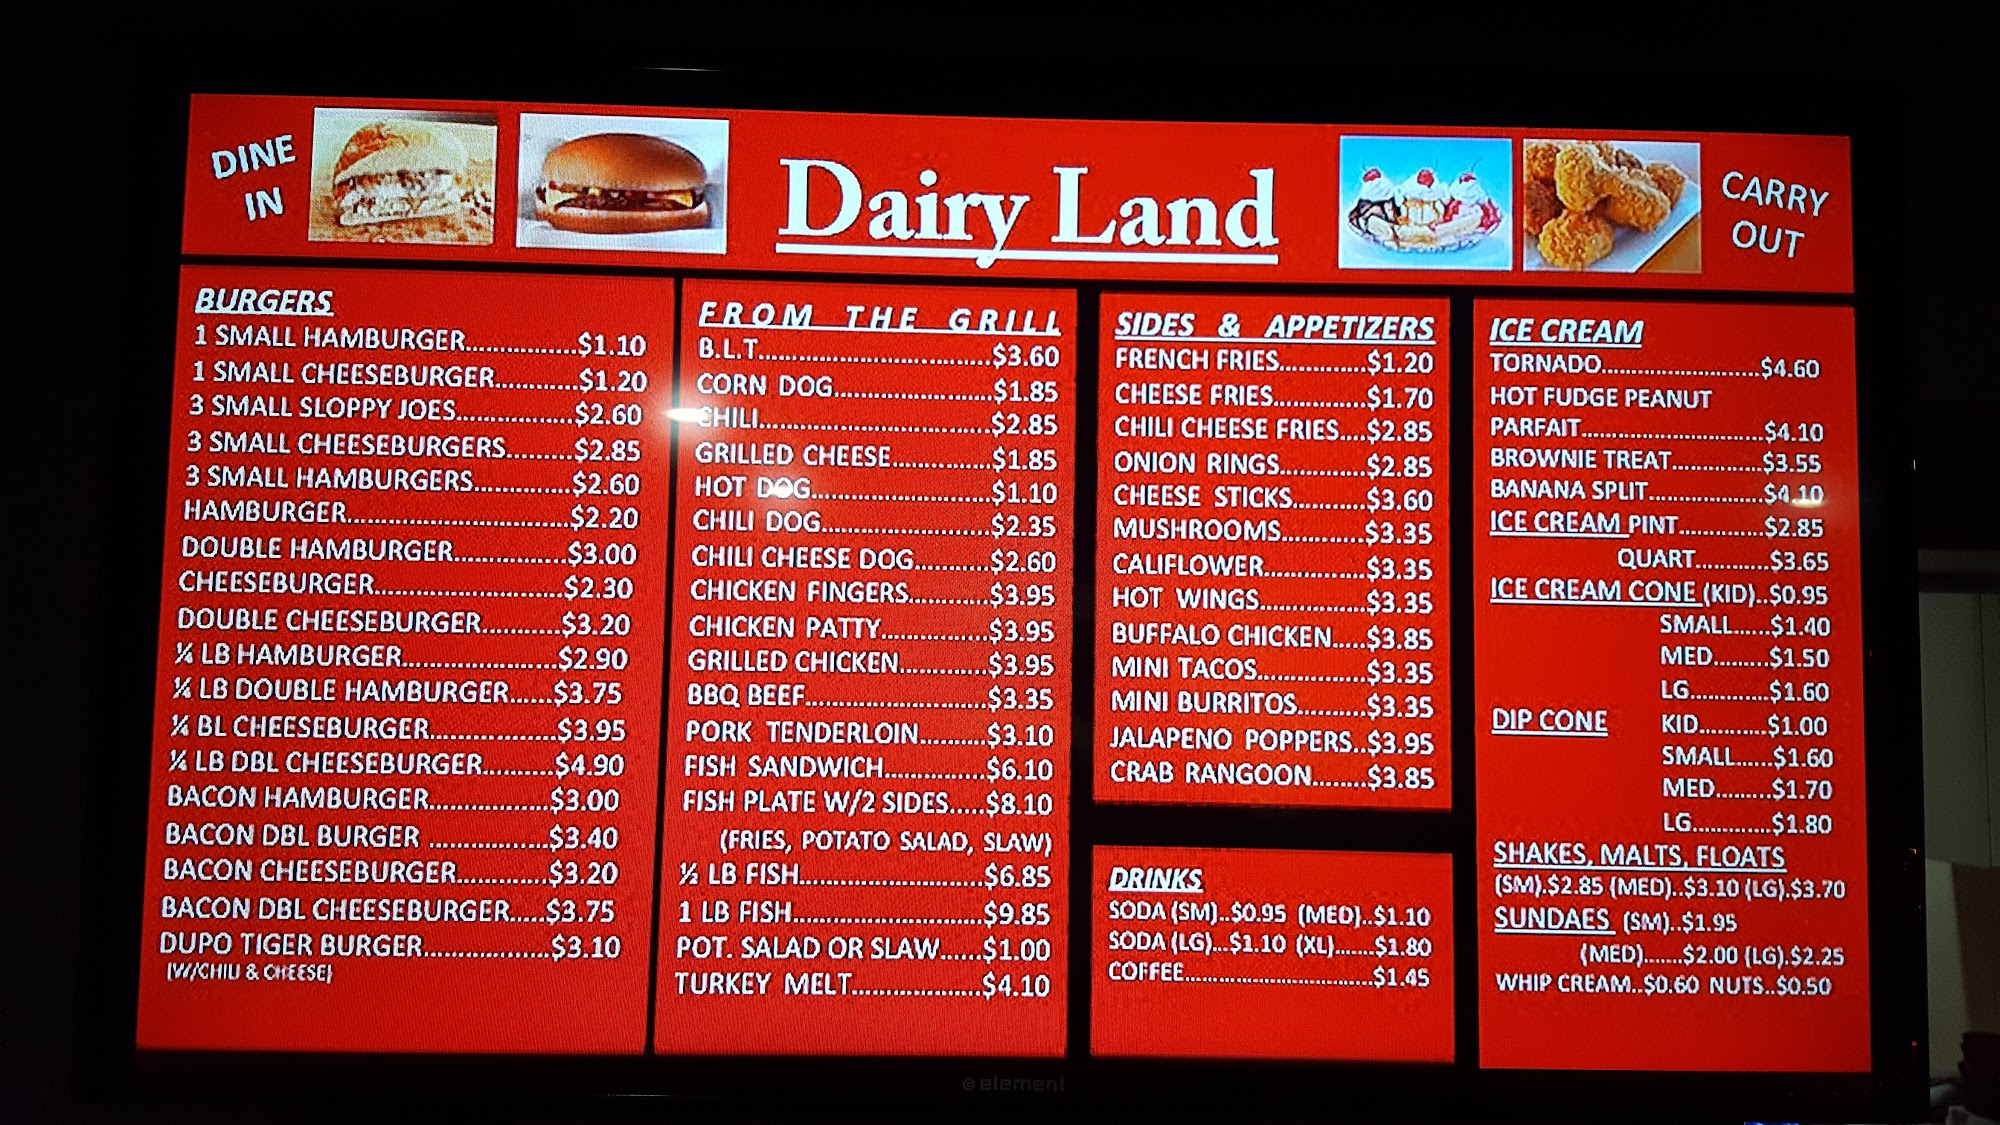 DINE
IN
Dairy Land
CARRY
OUT
BURGERS
1 SMALL HAMBURGER................$1.10
1 SMALL CHEESEBURGER............$1.20
3 SMALL SLOPPY JOES.................$2.60
3 SMALL CHEESEBURGERS..........$2.85
3 SMALL HAMBURGERS..............$2.60
HAMBURGER................................$2.20
DOUBLE HAMBURGER.................$3.00
CHEESEBURGER...........................$2.30
DOUBLE CHEESEBURGER............$3.20
¼ LB HAMBURGER.......................$2.90
¼ LB DOUBLE HAMBURGER......$3.75
¼ BL CHEESEBURGER..................$3.95
¼ LB DBL CHEESEBURGER..........$4.90
BACON HAMBURGER.................$3.00
BACON DBL BURGER .................$3.40
BACON CHEESEBURGER.............$3.20
BACON DBL CHEESEBURGER.....$3.75
DUPO TIGER BURGER..................$3.10
(W/CHILI & CHEESE)
FROM THE GRILL
B.L.T..................................$3.60
CORN DOG.......................$1.85
CHILI..................................$2.85
GRILLED CHEESE...............$1.85
HOT DOG..........................$1.10
CHILI DOG.........................$2.35
CHILI CHEESE DOG...........$2.60
CHICKEN FINGERS............$3.95
CHICKEN PATTY................$3.95
GRILLED CHICKEN.............$3.95
BBQ BEEF...........................$3.35
PORK TENDERLOIN..........$3.10
FISH SANDWICH...............$6.10
FISH PLATE W/2 SIDES.....$8.10
(FRIES, POTATO SALAD, SLAW)
½ LB FISH...........................$6.85
1 LB FISH............................$9.85
POT. SALAD OR SLAW......$1.00
TURKEY MELT...................$4.10
SIDES & APPETIZERS
FRENCH FRIES.............$1.20
CHEESE FRIES..............$1.70
CHILI CHEESE FRIES....$2.85
ONION RINGS.............$2.85
CHEESE STICKS...........$3.60
MUSHROOMS............$3.35
CALIFLOWER...............$3.35
HOT WINGS................$3.35
BUFFALO CHICKEN.....$3.85
MINI TACOS................$3.35
MINI BURRITOS..........$3.35
JALAPENO POPPERS..$3.95
CRAB RANGOON........$3.85
DRINKS
SODA (SM)..$0.95 (MED)..$1.10
SODA (LG)...$1.10 (XL).......$1.80
COFFEE.................................$1.45
ICE CREAM
TORNADO..........................$4.60
HOT FUDGE PEANUT
PARFAIT..............................$4.10
BROWNIE TREAT...............$3.55
BANANA SPLIT...................$4.10
ICE CREAM PINT..............$2.85
QUART............$3.65
ICE CREAM CONE (KID)..$0.95
SMALL......$1.40
MED.........$1.50
LG.............$1.60
DIP CONE KID...........$1.00
SMALL......$1.60
MED.........$1.70
LG.............$1.80
SHAKES, MALTS, FLOATS
(SM).$2.85 (MED)..$3.10 (LG).$3.70
SUNDAES (SM)..$1.95
(MED).......$2.00 (LG).$2.25
WHIP CREAM..$0.60 NUTS..$0.50
element